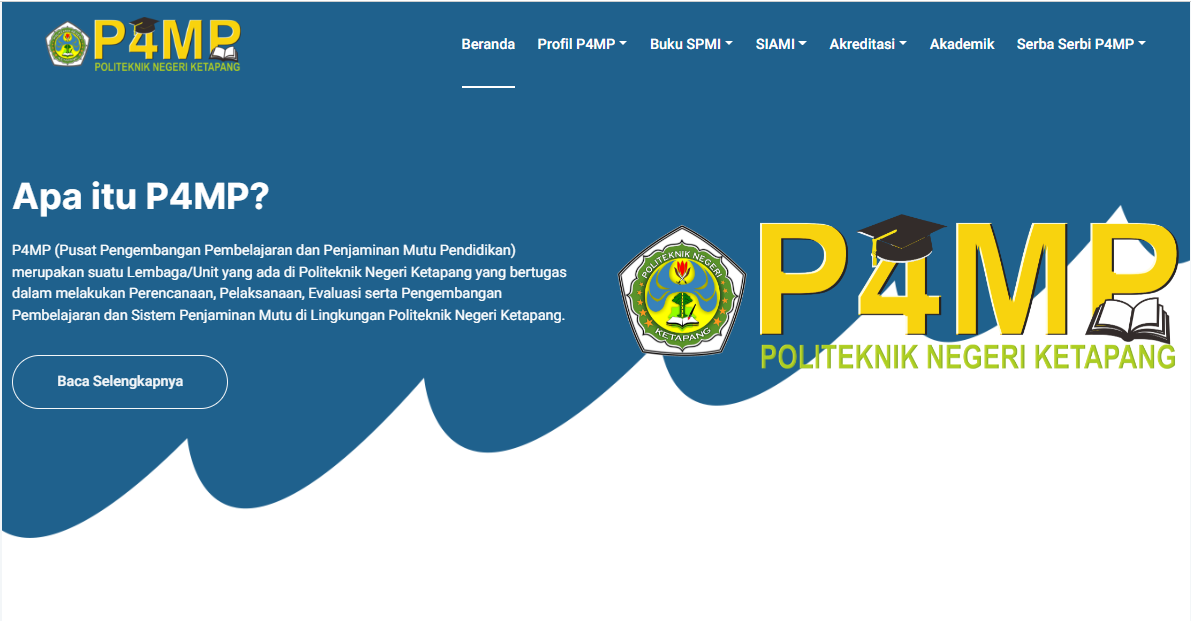 P4MP
POLITEKNIK NEGERI KETAPANG
Beranda
Profil P4MP
Buku SPMI
SIAMI
Akreditasi
Akademik
Serba Serbi P4MP
Apa itu P4MP?
P4MP (Pusat Pengembangan Pembelajaran dan Penjaminan Mutu Pendidikan)
merupakan suatu Lembaga/Unit yang ada di Politeknik Negeri Ketapang yang bertugas
dalam melakukan Perencanaan, Pelaksanaan, Evaluasi serta Pengembangan
Pembelajaran dan Sistem Penjaminan Mutu di Lingkungan Politeknik Negeri Ketapang.
Baca Selengkapnya
POLITEKNIK NEGERI
KETAPANG
P4MP
POLITEKNIK NEGERI KETAPANG